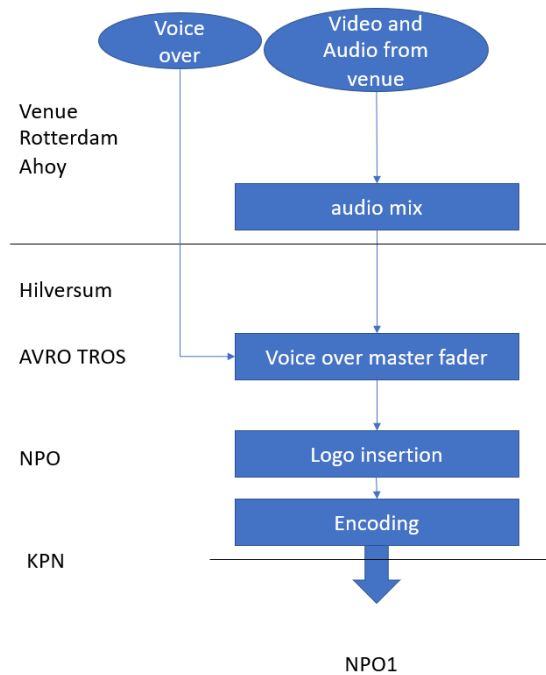 Voice
over
Video and
Audio from
venue
Venue
Rotterdam
Ahoy
audio mix
Hilversum
AVRO TROS
Voice over master fader
NPO
Logo insertion
Encoding
KPN
NPO1